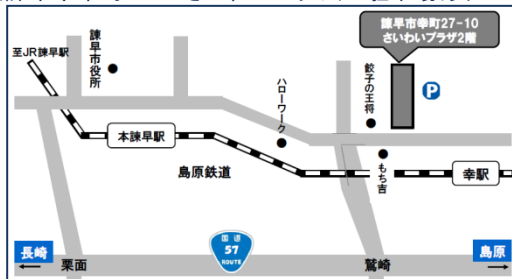 諫早市幸町27-10
さいわいプラザ2階
至JR諫早駅
諫早市役所
ハローワーク
餃子の王将
P
本諫早駅
島原鉄道
もち吉
幸駅
国道
57
ROUTE
長崎
栗面
鷲崎
島原